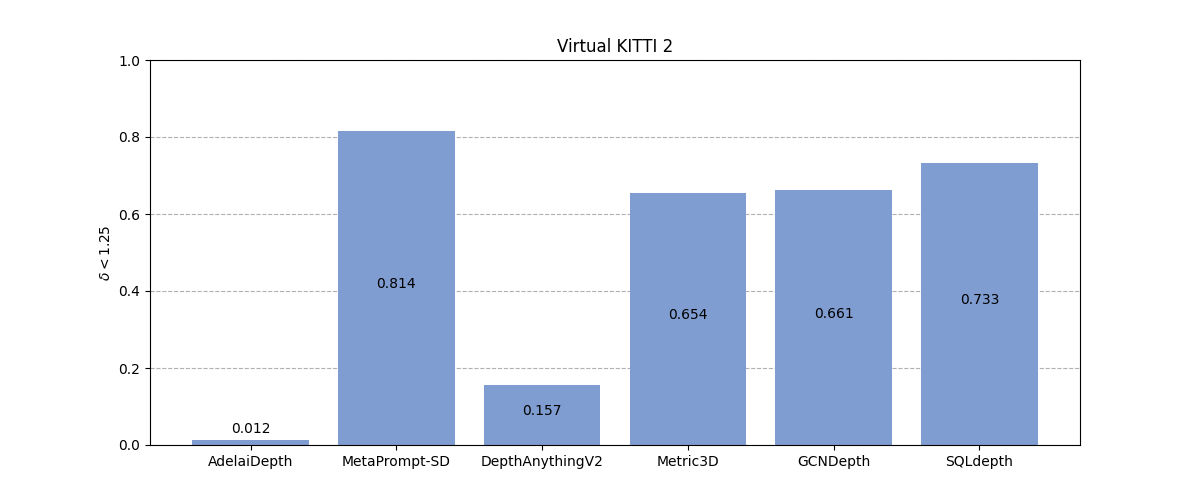 Virtual KITTI 2
δ < 1.25
1.0
0.8
0.6
0.4
0.2
0.0
0.012
0.814
0.157
0.654
0.661
0.733
AdelaiDepth
MetaPrompt-SD
DepthAnythingV2
Metric3D
GCNDepth
SQLdepth